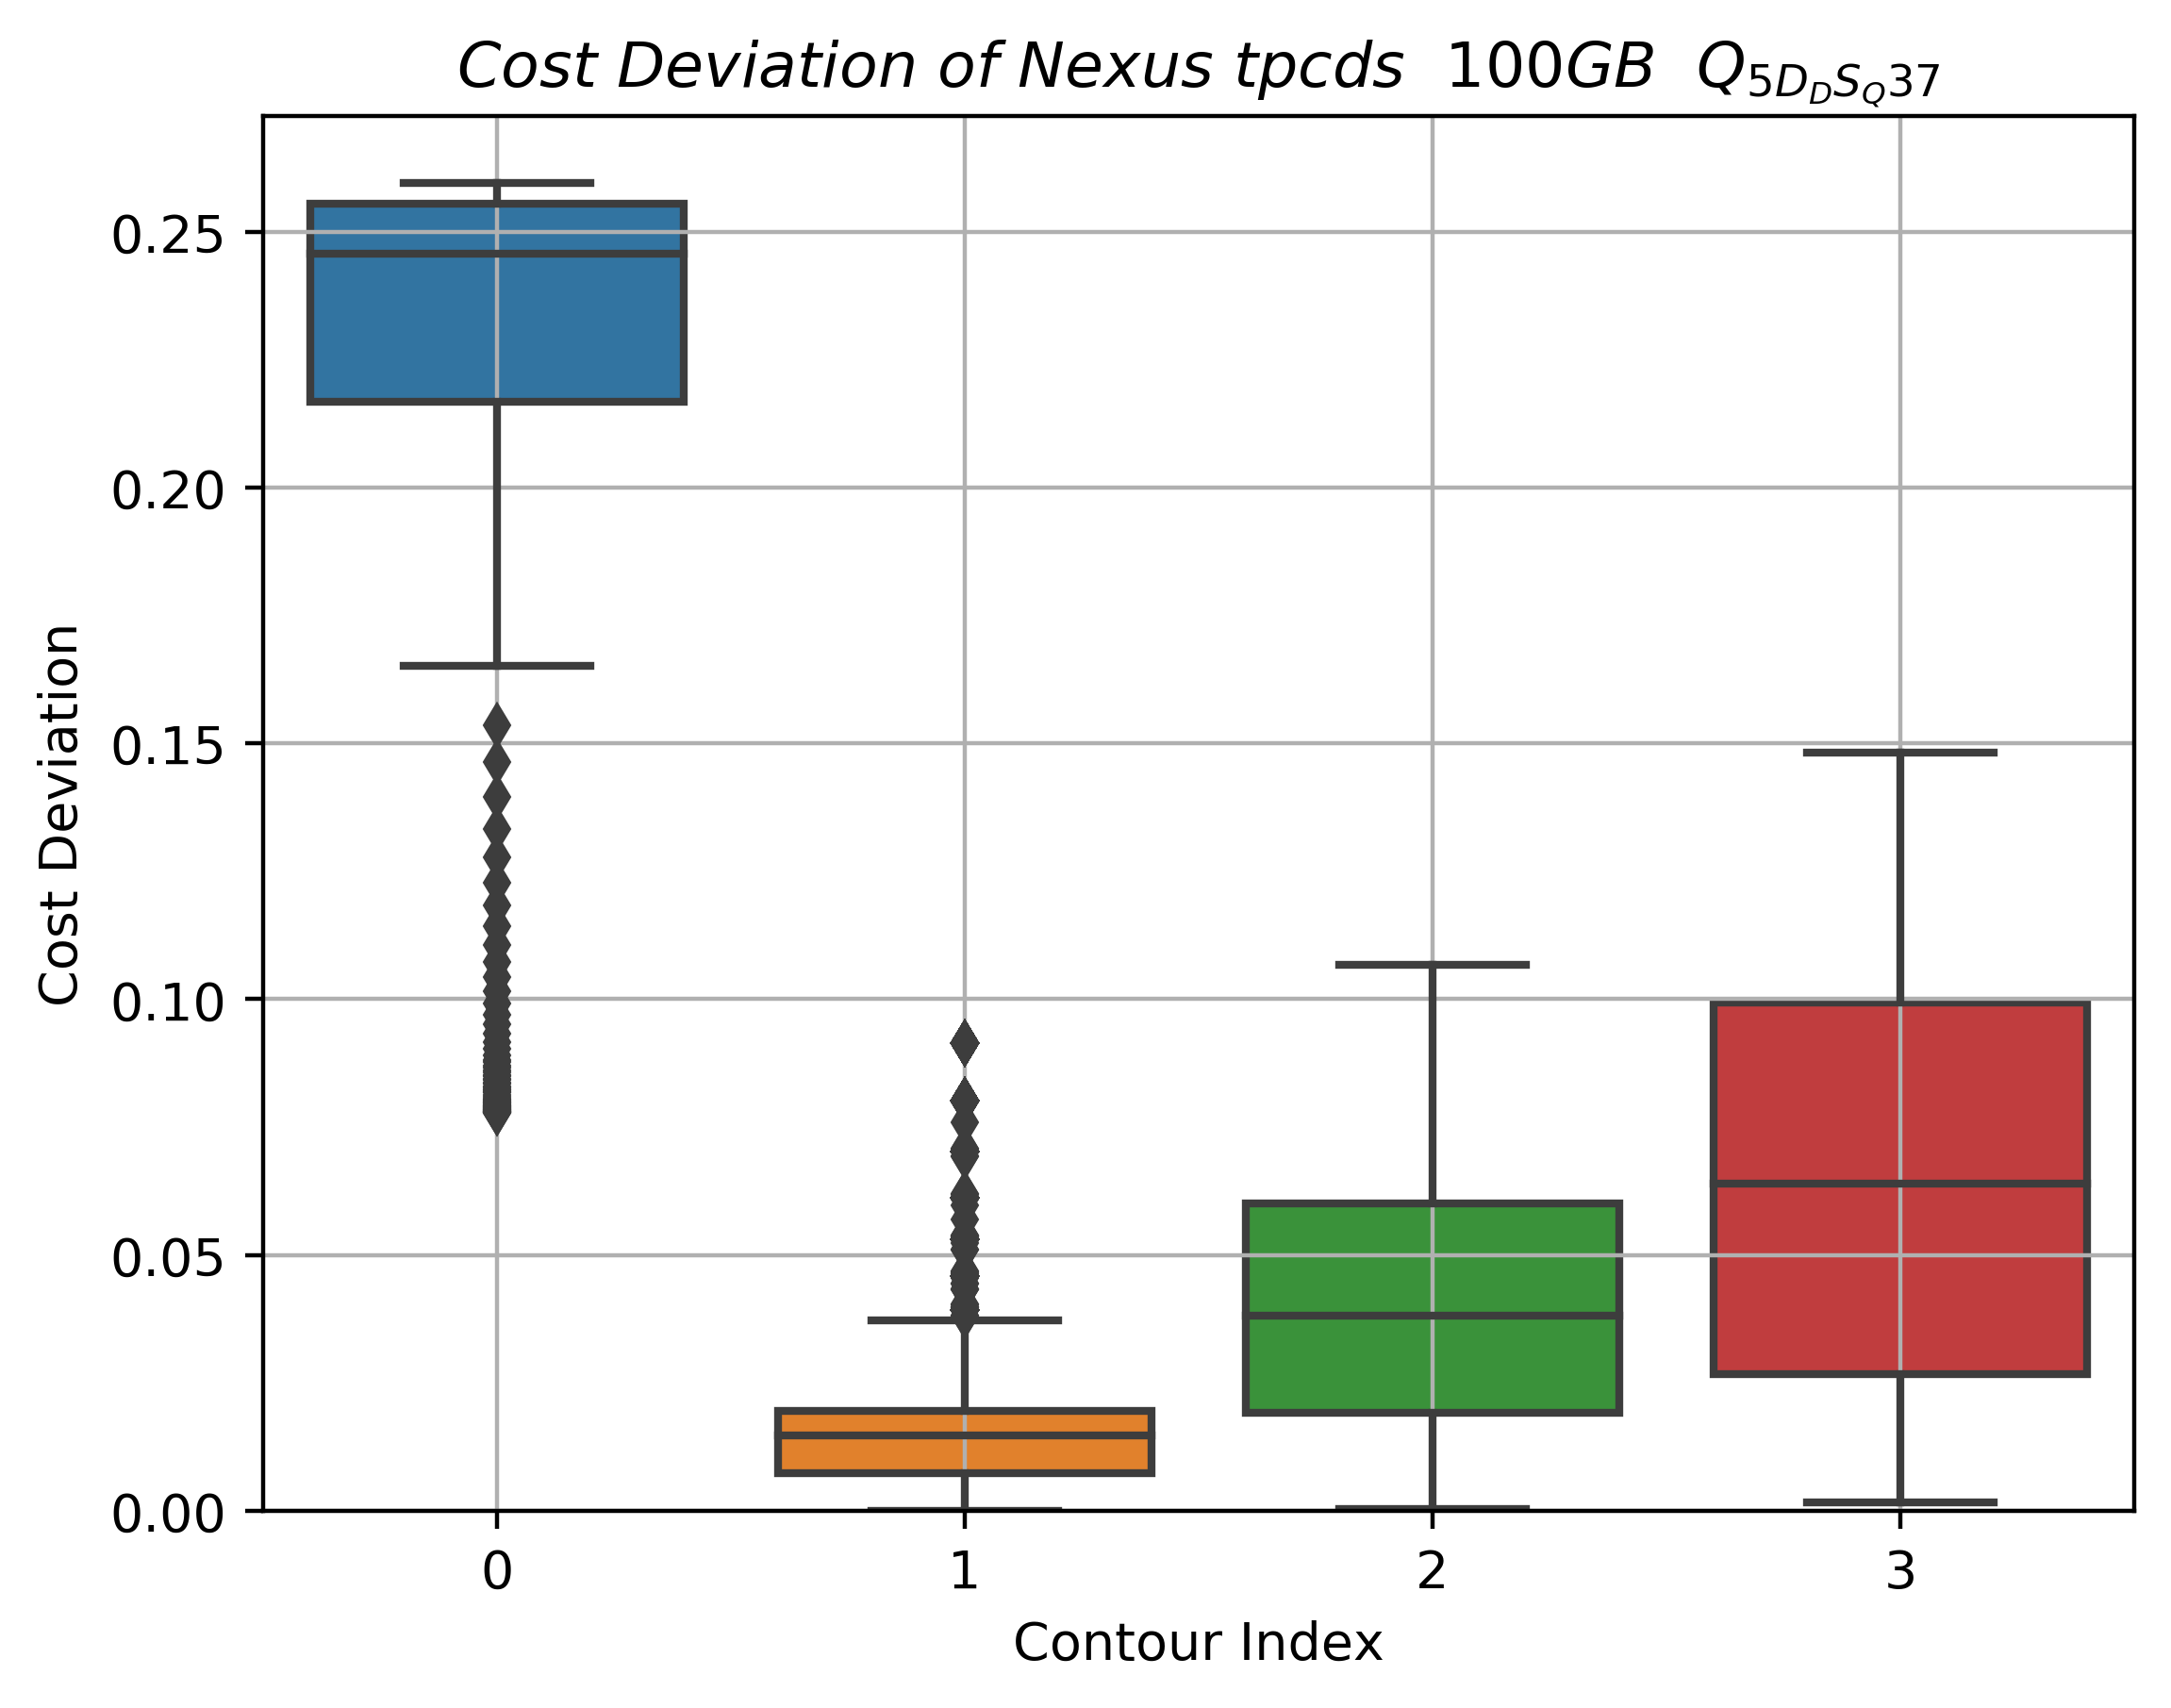 Cost Deviation of Nexus tpcds 100GB Q5DDSQ37
0.25
0.20
0.15
0.10
0.05
0.00
Cost Deviation
0 1 2 3
Contour Index